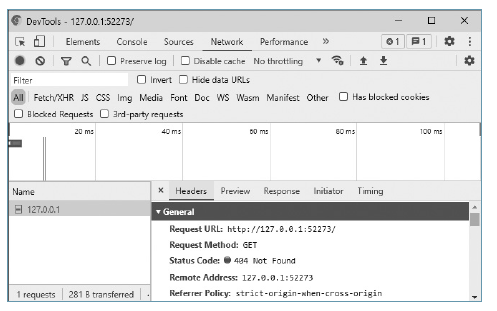 DevTools - 127.0.0.1:52273/
Elements Console Sources Network Performance » 1 1
Preserve log Disable cache No throttling
Filter Invert Hide data URLs
All Fetch/XHR JS CSS Img Media Font Doc WS Wasm Manifest Other Has blocked cookies
Blocked Requests 3rd-party requests
20 ms 40 ms 60 ms 80 ms 100 ms
Name × Headers Preview Response Initiator Timing
127.0.0.1
General
Request URL: http://127.0.0.1:52273/
Request Method: GET
Status Code: 404 Not Found
Remote Address: 127.0.0.1:52273
Referrer Policy: strict-origin-when-cross-origin
1 requests 281 B transferred